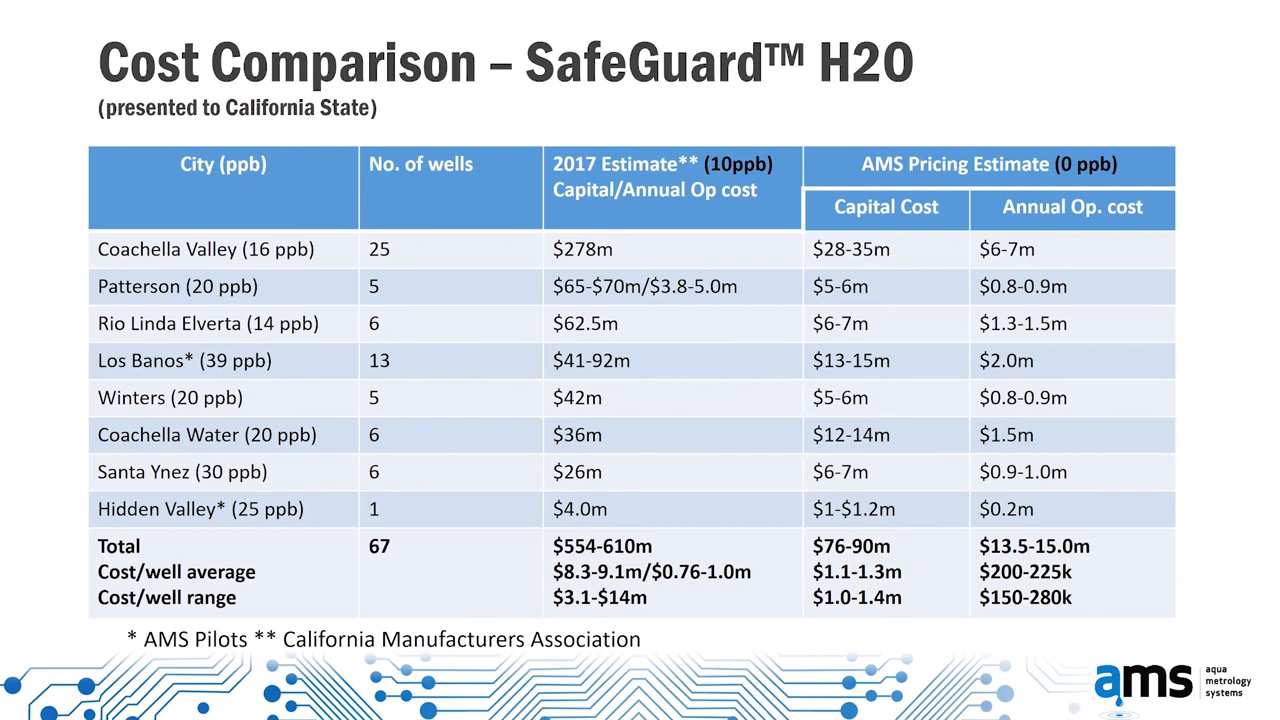 Cost Comparison – SafeGuard™ H20
(presented to California State)
City (ppb) No. of wells 2017 Estimate** (10ppb) AMS Pricing Estimate (0 ppb)
Capital/Annual Op cost
Capital Cost Annual Op. cost
Coachella Valley (16 ppb) 25 $278m $28-35m $6-7m
Patterson (20 ppb) 5 $65-$70m/$3.8-5.0m $5-6m $0.8-0.9m
Rio Linda Elverta (14 ppb) 6 $62.5m $6-7m $1.3-1.5m
Los Banos* (39 ppb) 13 $41-92m $13-15m $2.0m
Winters (20 ppb) 5 $42m $5-6m $0.8-0.9m
Coachella Water (20 ppb) 6 $36m $12-14m $1.5m
Santa Ynez (30 ppb) 6 $26m $6-7m $0.9-1.0m
Hidden Valley* (25 ppb) 1 $4.0m $1-$1.2m $0.2m
Total 67 $554-610m $76-90m $13.5-15.0m
Cost/well average $8.3-9.1m/$0.76-1.0m $1.1-1.3m $200-225k
Cost/well range $3.1-$14m $1.0-1.4m $150-280k
* AMS Pilots ** California Manufacturers Association
ams
aqua
metrology
systems